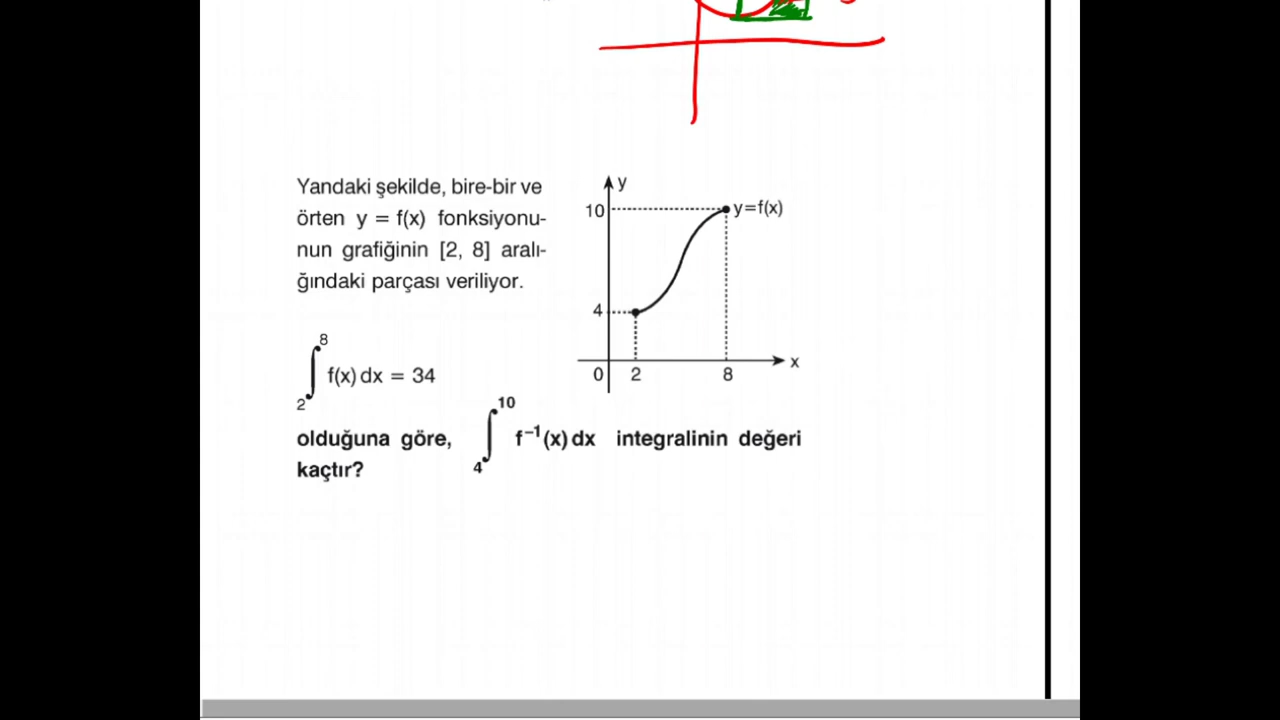 Yandaki şekilde, bire-bir ve
örten y = f(x) fonksiyonu-
nun grafiğinin [2, 8] aralı-
ğındaki parçası veriliyor.
y
10
y=f(x)
4
0 2 8 x
8
∫ f(x) dx = 34
2
10
olduğuna göre, ∫ f⁻¹(x) dx integralinin değeri
4
kaçtır?